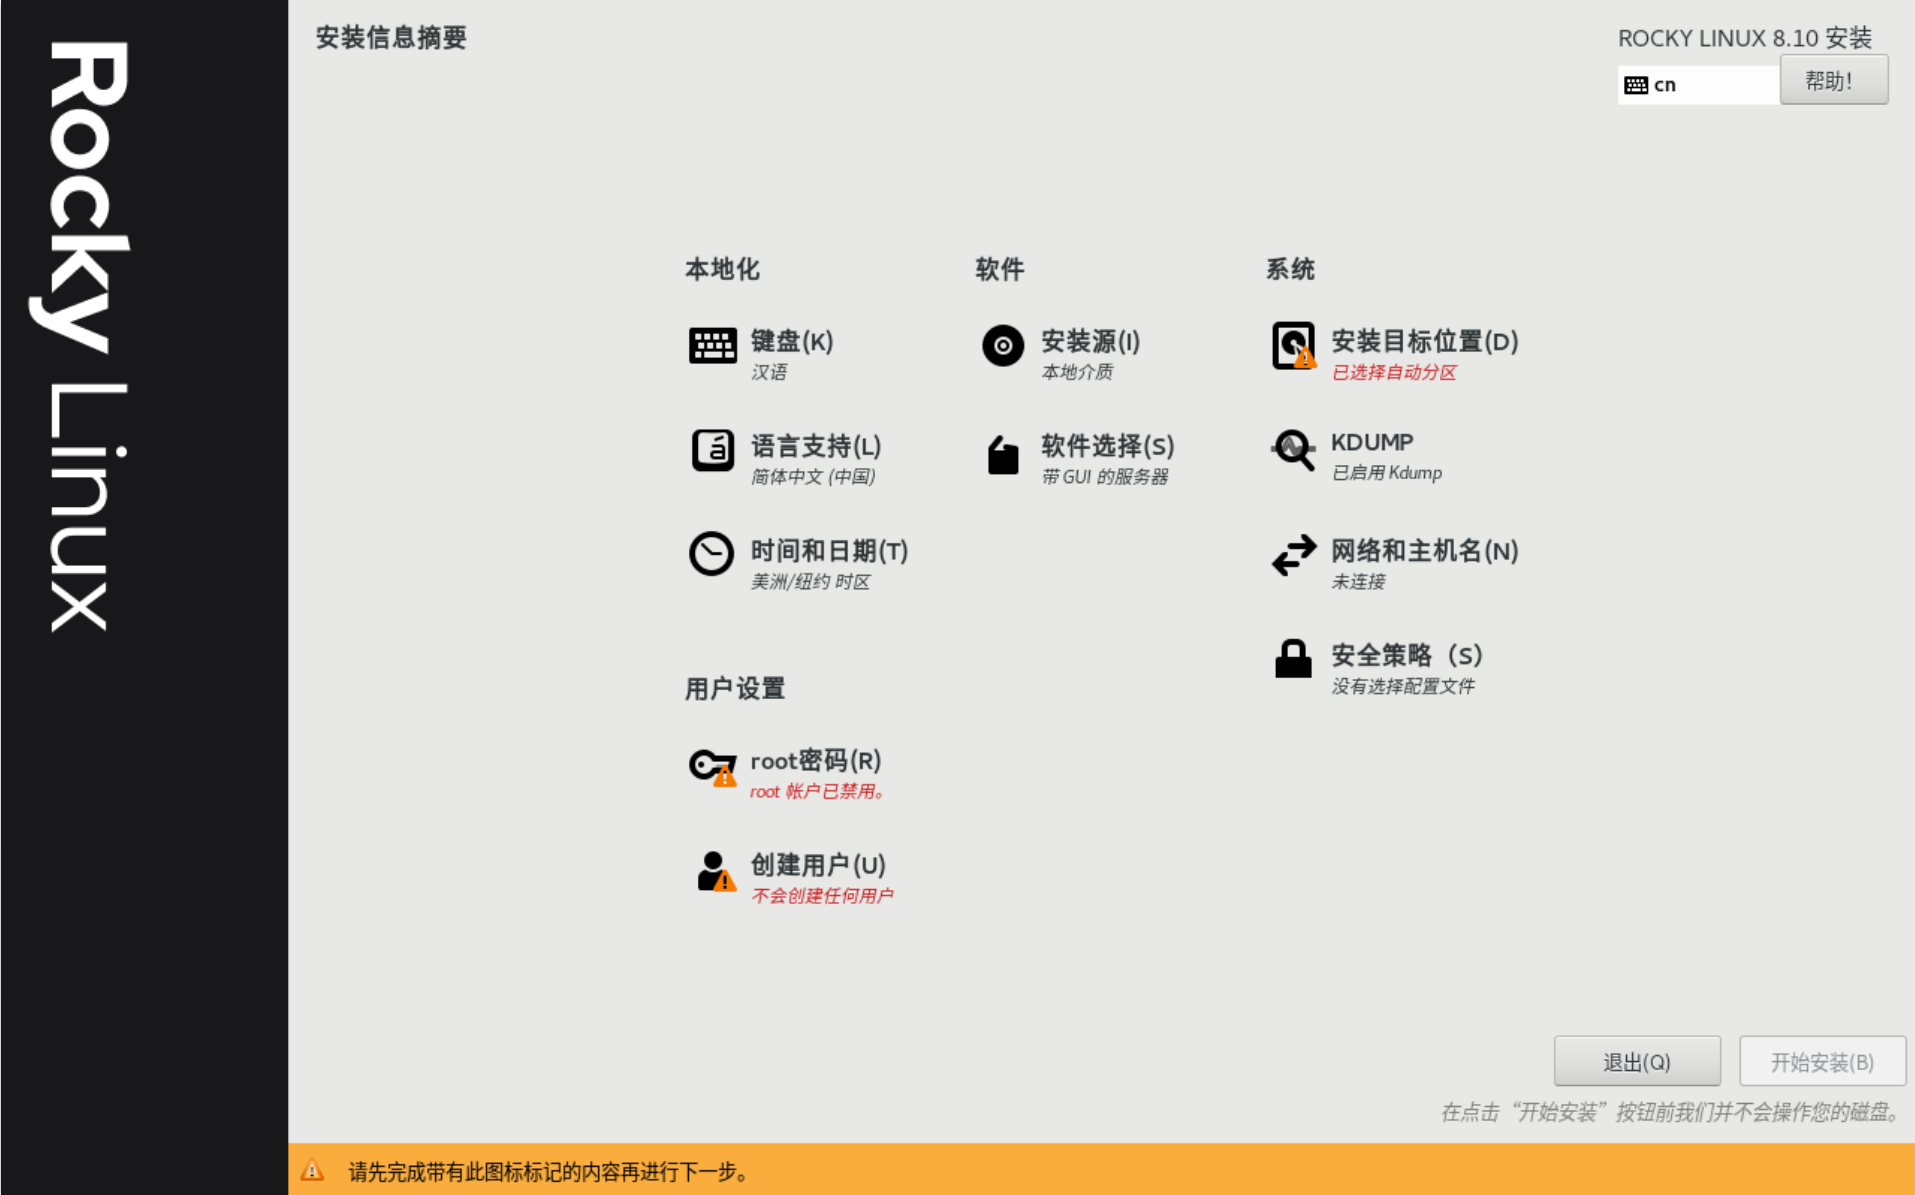 Rocky Linux
安装信息摘要
ROCKY LINUX 8.10 安装
cn
帮助!
本地化
键盘(K)
汉语
语言支持(L)
简体中文 (中国)
时间和日期(T)
美洲/纽约 时区
软件
安装源(I)
本地介质
软件选择(S)
带 GUI 的服务器
系统
安装目标位置(D)
已选择自动分区
KDUMP
已启用 Kdump
网络和主机名(N)
未连接
安全策略（S）
没有选择配置文件
用户设置
root密码(R)
root 帐户已禁用。
创建用户(U)
不会创建任何用户
退出(Q)
开始安装(B)
在点击“开始安装”按钮前我们并不会操作您的磁盘。
请先完成带有此图标标记的内容再进行下一步。